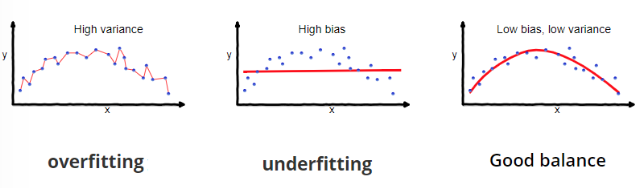 High variance
y
x
overfitting
High bias
y
x
underfitting
Low bias, low variance
y
x
Good balance